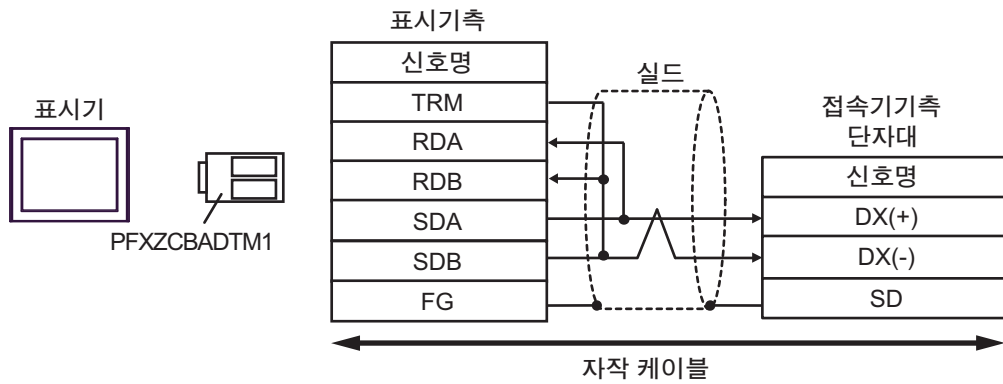 표시기
PFXZCBADTM1
표시기측
신호명
TRM
RDA
RDB
SDA
SDB
FG
실드
접속기기측
단자대
신호명
DX(+)
DX(-)
SD
자작 케이블